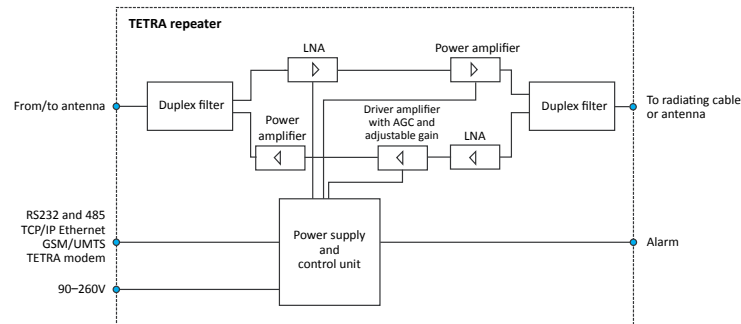 TETRA repeater
LNA
Power amplifier
From/to antenna
Duplex filter
Duplex filter
To radiating cable
or antenna
Power
amplifier
Driver amplifier
with AGC and
adjustable gain
LNA
RS232 and 485
TCP/IP Ethernet
GSM/UMTS
TETRA modem
Power supply
and
control unit
Alarm
90–260V